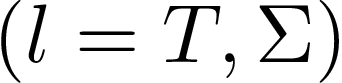 (l = T, Σ)